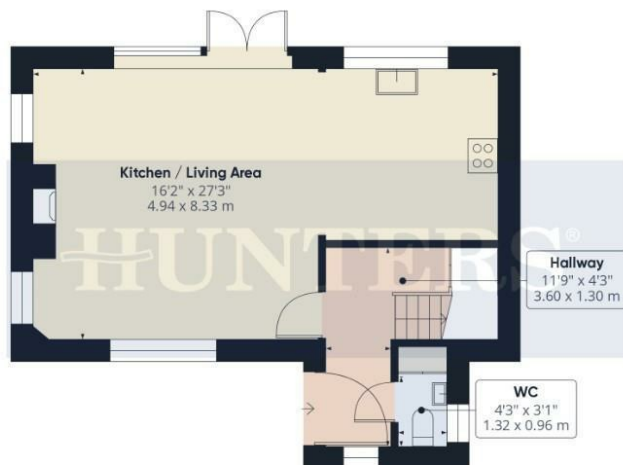 Kitchen / Living Area
16'2" x 27'3"
4.94 x 8.33 m
HUNTERS®
Hallway
11'9" x 4'3"
3.60 x 1.30 m
WC
4'3" x 3'1"
1.32 x 0.96 m